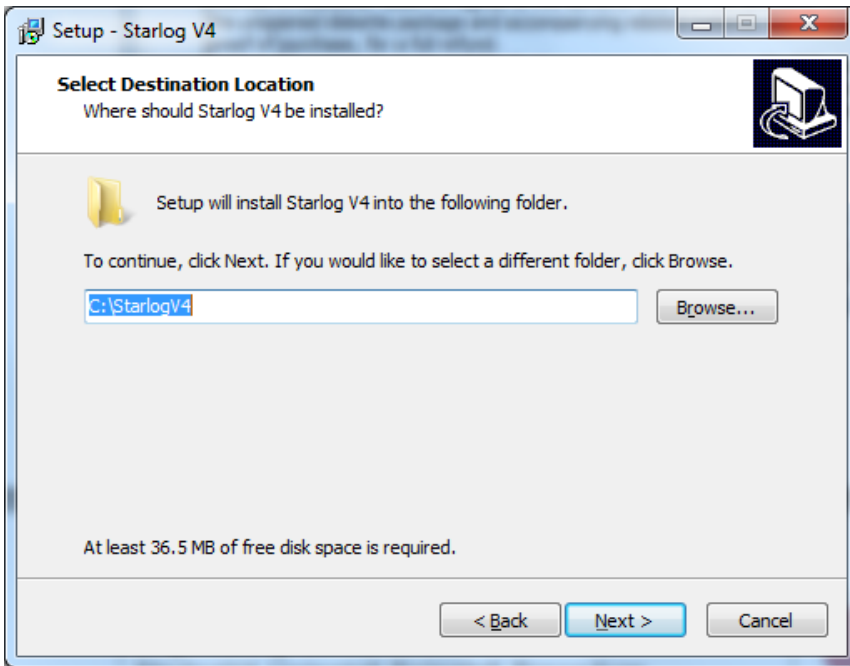 Setup - Starlog V4
Select Destination Location
Where should Starlog V4 be installed?
Setup will install Starlog V4 into the following folder.
To continue, click Next. If you would like to select a different folder, click Browse.
C:\StarlogV4
Browse...
At least 36.5 MB of free disk space is required.
< Back
Next >
Cancel